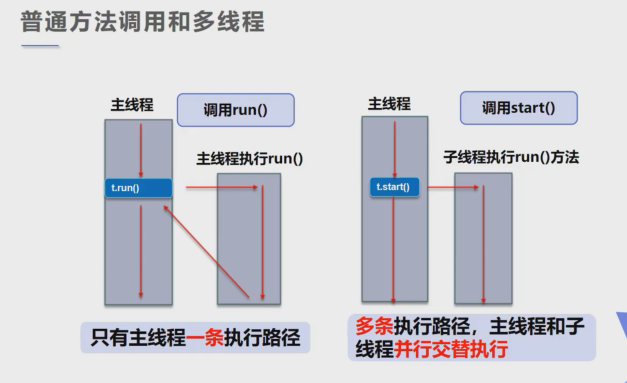 普通方法调用和多线程
主线程
调用run()
主线程执行run()
t.run()
只有主线程一条执行路径
主线程
调用start()
子线程执行run()方法
t.start()
多条执行路径，主线程和子
线程并行交替执行